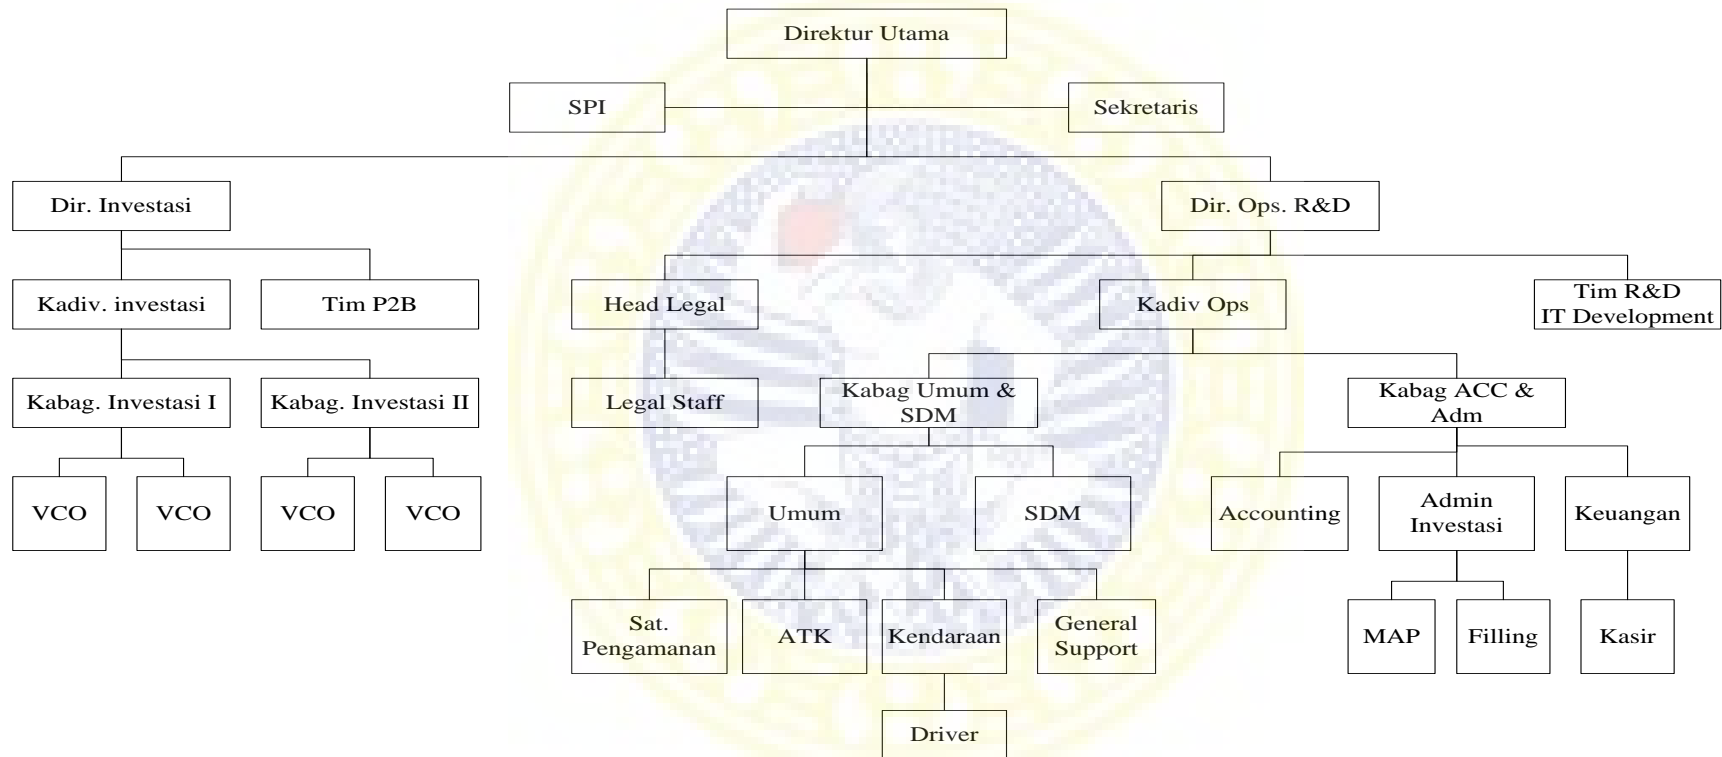 Direktur Utama
SPI
Sekretaris
Dir. Investasi
Dir. Ops. R&D
Kadiv. investasi
Tim P2B
Head Legal
Kadiv Ops
Tim R&D
IT Development
Kabag. Investasi I
Kabag. Investasi II
Legal Staff
Kabag Umum &
SDM
Kabag ACC &
Adm
VCO
VCO
VCO
VCO
Umum
SDM
Accounting
Admin
Investasi
Keuangan
Sat.
Pengamanan
ATK
Kendaraan
General
Support
MAP
Filling
Kasir
Driver